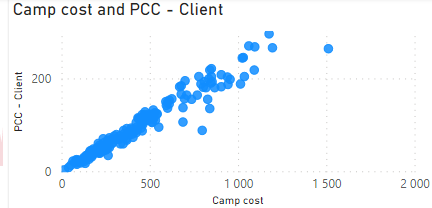 Camp cost and PCC - Client
PCC - Client
200
0
0
500
1 000
1 500
2 000
Camp cost